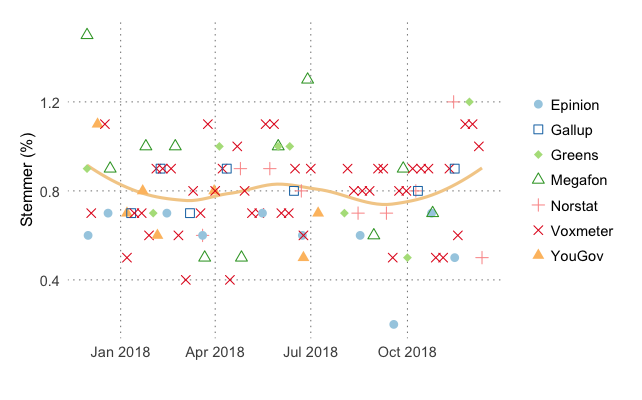 Stemmer (%)
1.2
0.8
0.4
Jan 2018 Apr 2018 Jul 2018 Oct 2018
Epinion
Gallup
Greens
Megafon
Norstat
Voxmeter
YouGov